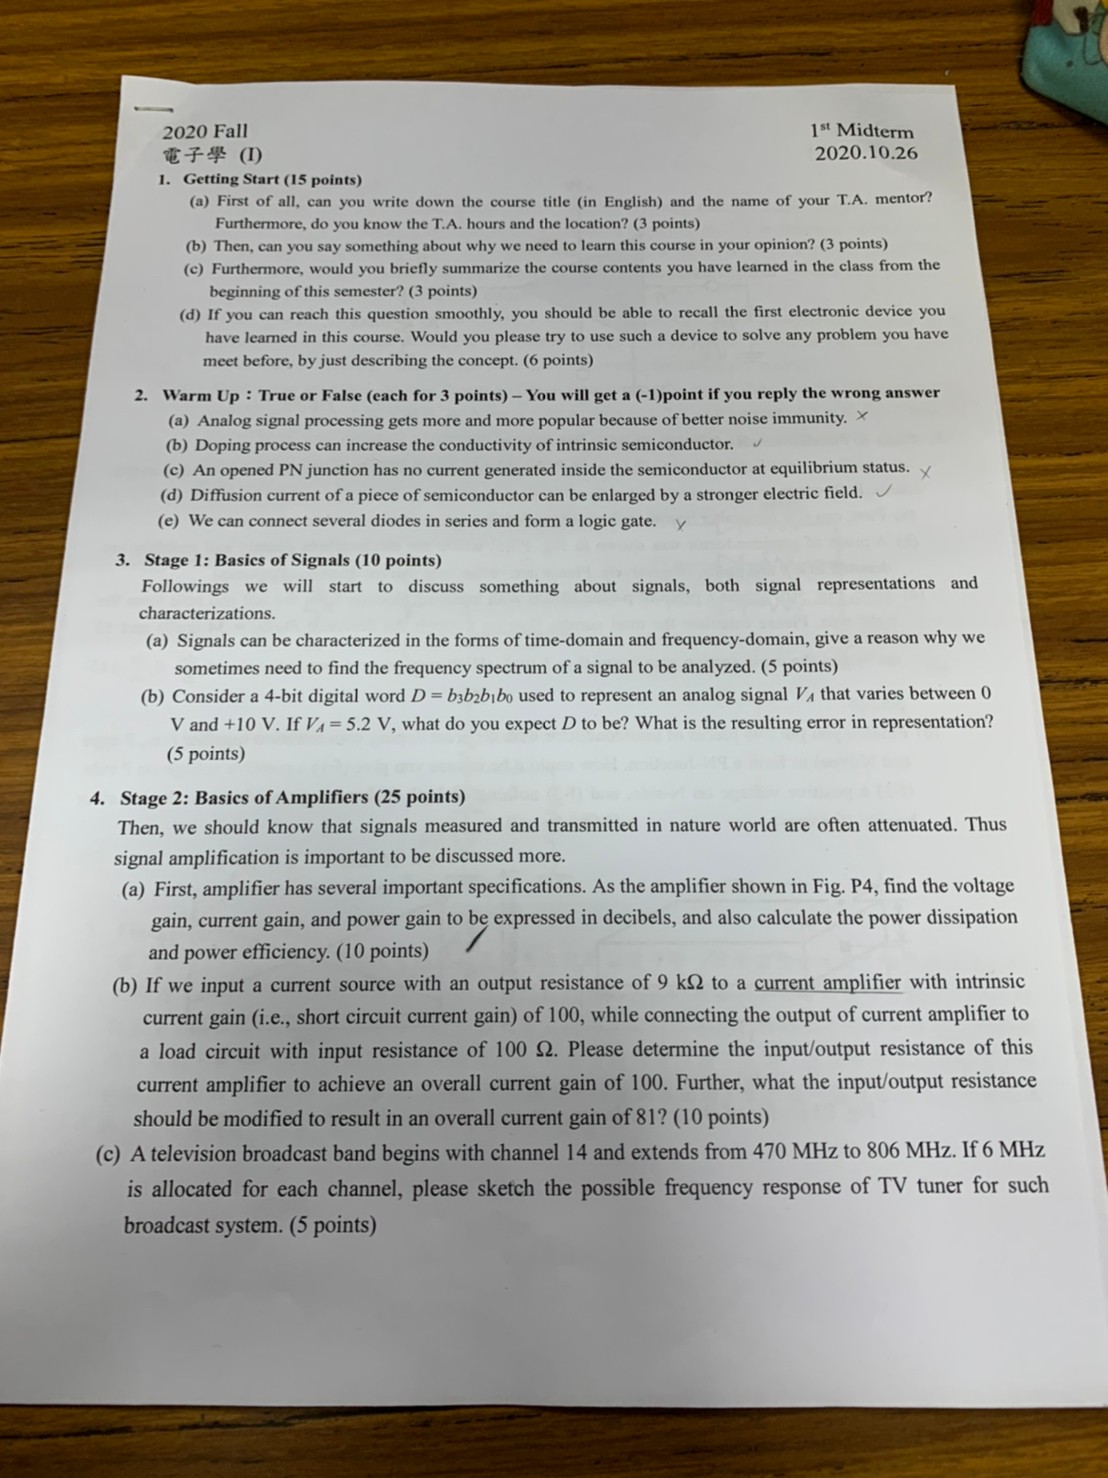 2020 Fall
1st Midterm
電子學 (I)
2020.10.26
1. Getting Start (15 points)
(a) First of all, can you write down the course title (in English) and the name of your T.A. mentor?
Furthermore, do you know the T.A. hours and the location? (3 points)
(b) Then, can you say something about why we need to learn this course in your opinion? (3 points)
(c) Furthermore, would you briefly summarize the course contents you have learned in the class from the
beginning of this semester? (3 points)
(d) If you can reach this question smoothly, you should be able to recall the first electronic device you
have learned in this course. Would you please try to use such a device to solve any problem you have
meet before, by just describing the concept. (6 points)
2. Warm Up：True or False (each for 3 points) – You will get a (-1)point if you reply the wrong answer
(a) Analog signal processing gets more and more popular because of better noise immunity. ×
(b) Doping process can increase the conductivity of intrinsic semiconductor. ✓
(c) An opened PN junction has no current generated inside the semiconductor at equilibrium status. ×
(d) Diffusion current of a piece of semiconductor can be enlarged by a stronger electric field. ✓
(e) We can connect several diodes in series and form a logic gate. ×
3. Stage 1: Basics of Signals (10 points)
Followings we will start to discuss something about signals, both signal representations and
characterizations.
(a) Signals can be characterized in the forms of time-domain and frequency-domain, give a reason why we
sometimes need to find the frequency spectrum of a signal to be analyzed. (5 points)
(b) Consider a 4-bit digital word D = b3b2b1b0 used to represent an analog signal VA that varies between 0
V and +10 V. If VA = 5.2 V, what do you expect D to be? What is the resulting error in representation?
(5 points)
4. Stage 2: Basics of Amplifiers (25 points)
Then, we should know that signals measured and transmitted in nature world are often attenuated. Thus
signal amplification is important to be discussed more.
(a) First, amplifier has several important specifications. As the amplifier shown in Fig. P4, find the voltage
gain, current gain, and power gain to be expressed in decibels, and also calculate the power dissipation
and power efficiency. (10 points)
(b) If we input a current source with an output resistance of 9 kΩ to a current amplifier with intrinsic
current gain (i.e., short circuit current gain) of 100, while connecting the output of current amplifier to
a load circuit with input resistance of 100 Ω. Please determine the input/output resistance of this
current amplifier to achieve an overall current gain of 100. Further, what the input/output resistance
should be modified to result in an overall current gain of 81? (10 points)
(c) A television broadcast band begins with channel 14 and extends from 470 MHz to 806 MHz. If 6 MHz
is allocated for each channel, please sketch the possible frequency response of TV tuner for such
broadcast system. (5 points)